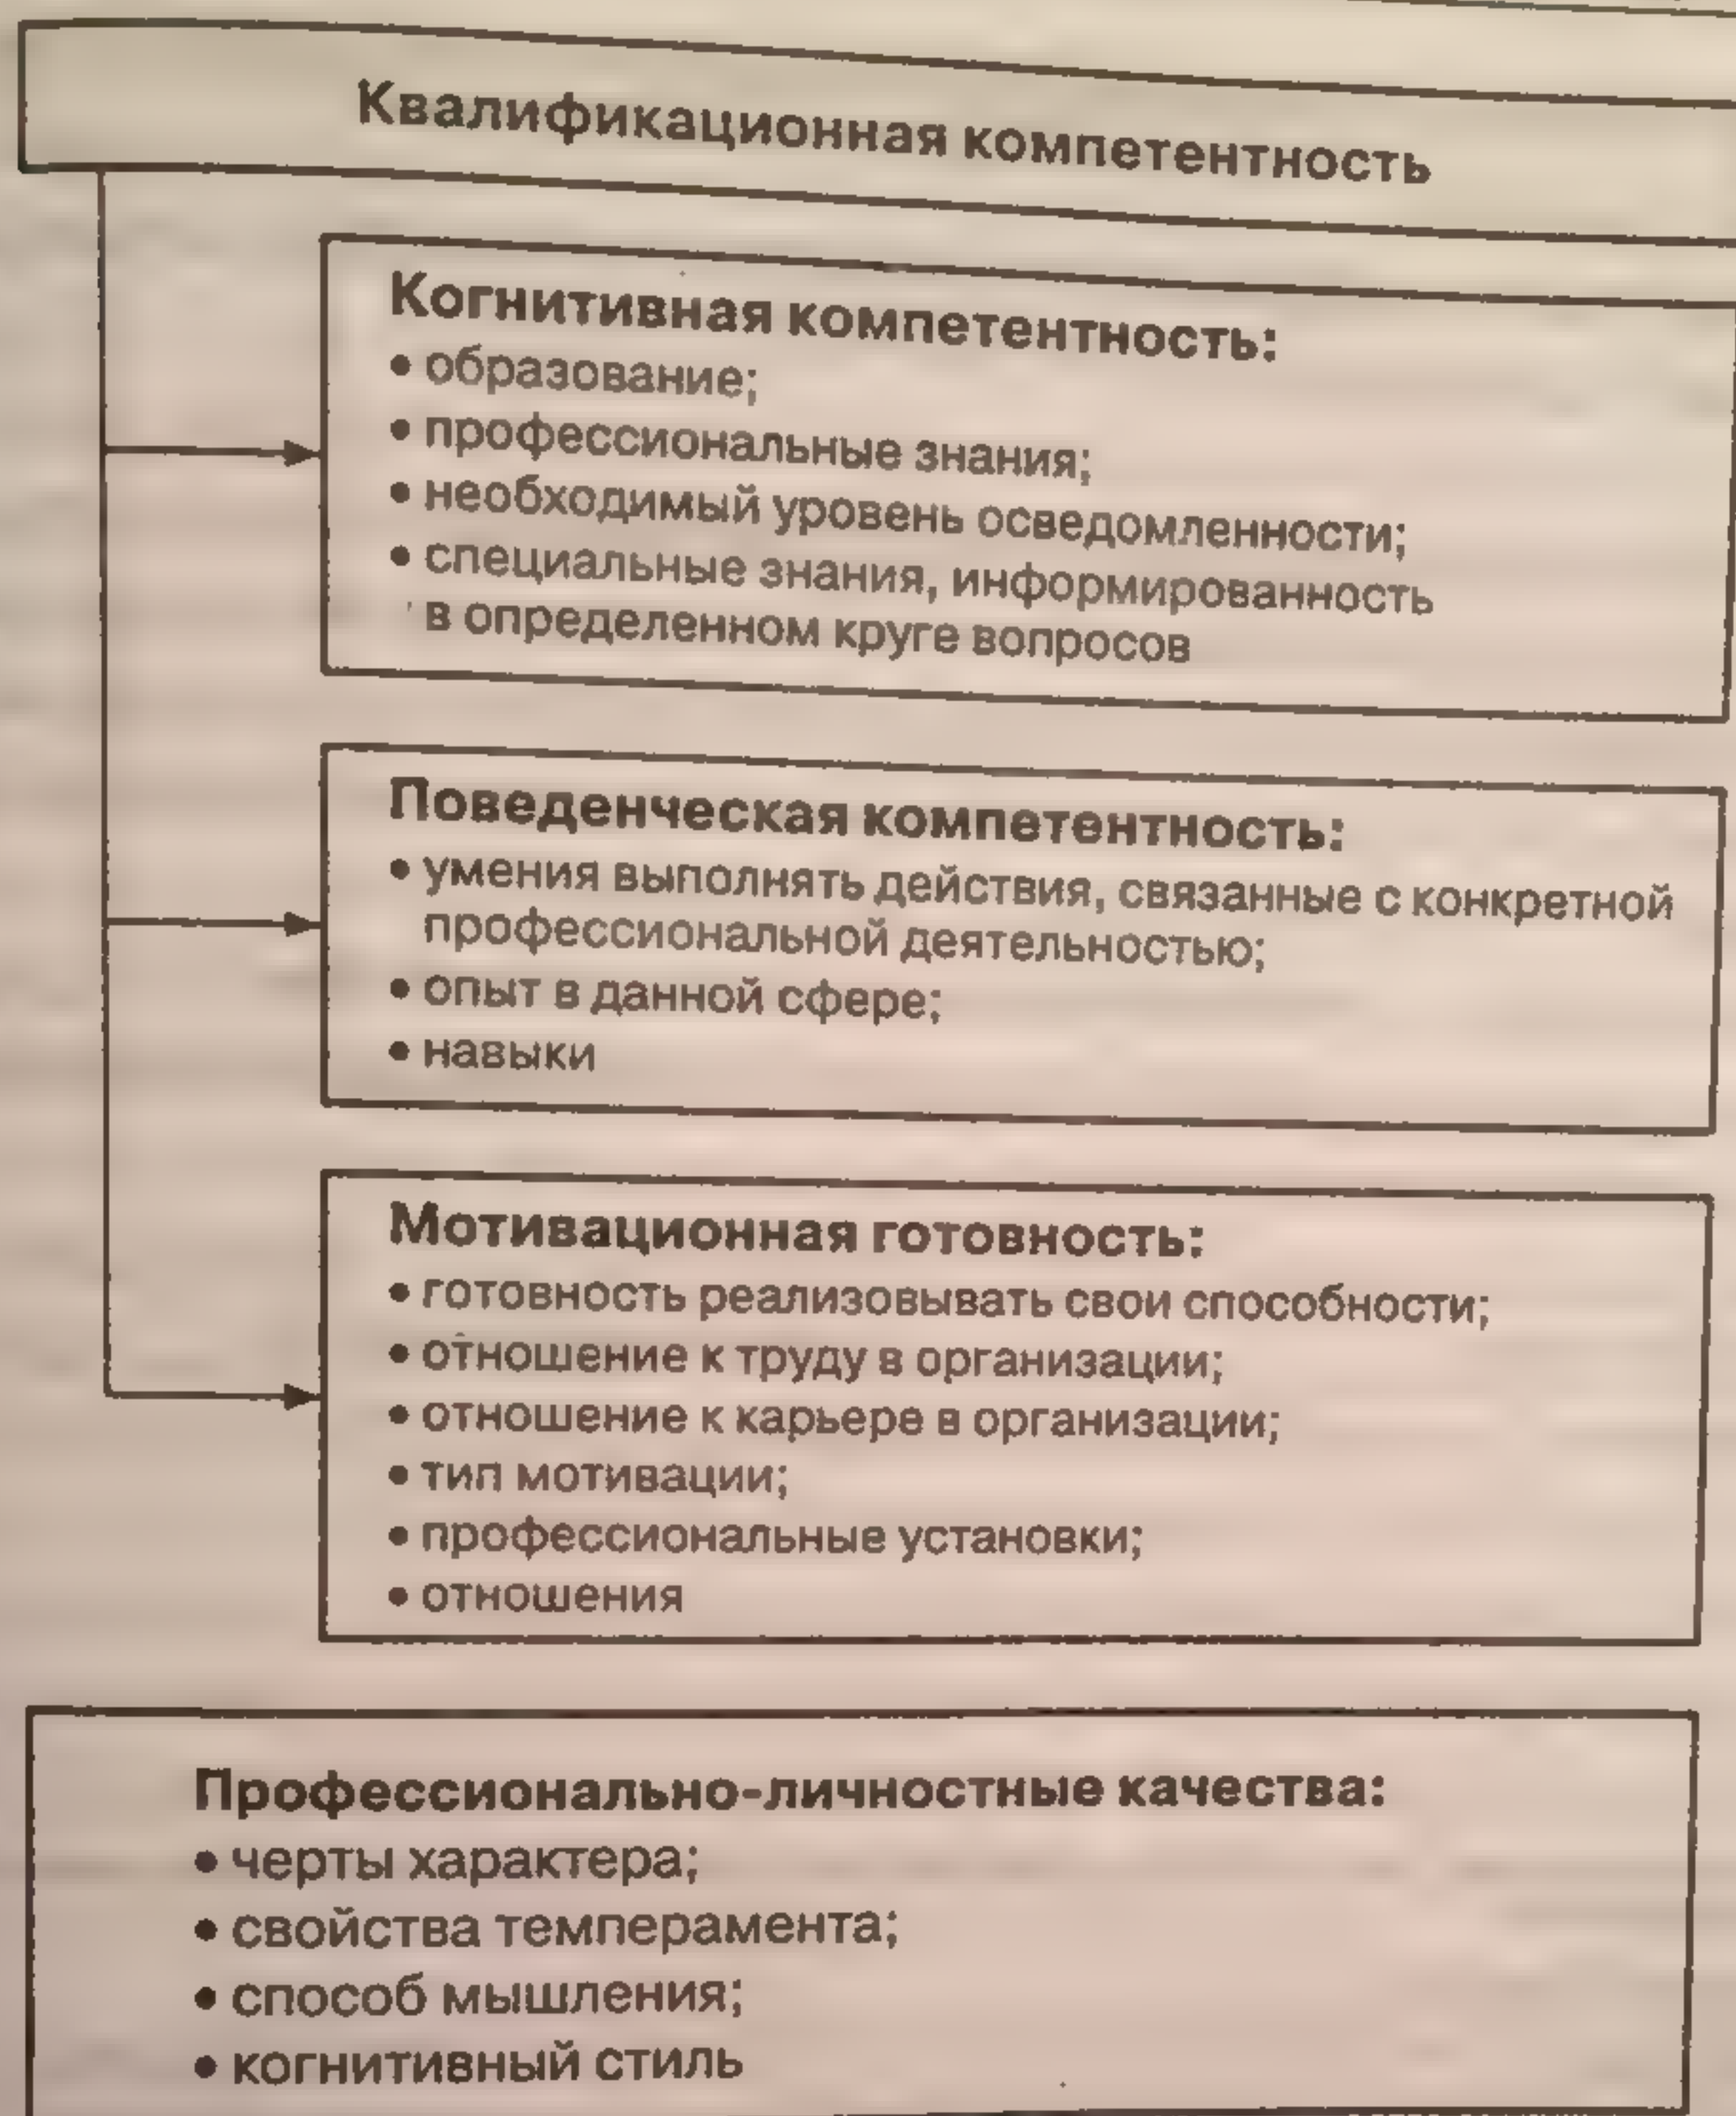 Квалификационная компетентность
Когнитивная компетентность:
• образование;
• профессиональные знания;
• необходимый уровень осведомленности;
• специальные знания, информированность
в определенном круге вопросов
Поведенческая компетентность:
• умения выполнять действия, связанные с конкретной
профессиональной деятельностью;
• опыт в данной сфере;
• навыки
Мотивационная готовность:
• готовность реализовывать свои способности;
• отношение к труду в организации;
• отношение к карьере в организации;
• тип мотивации;
• профессиональные установки;
• отношения
Профессионально-личностные качества:
• черты характера;
• свойства темперамента;
• способ мышления;
• когнитивный стиль